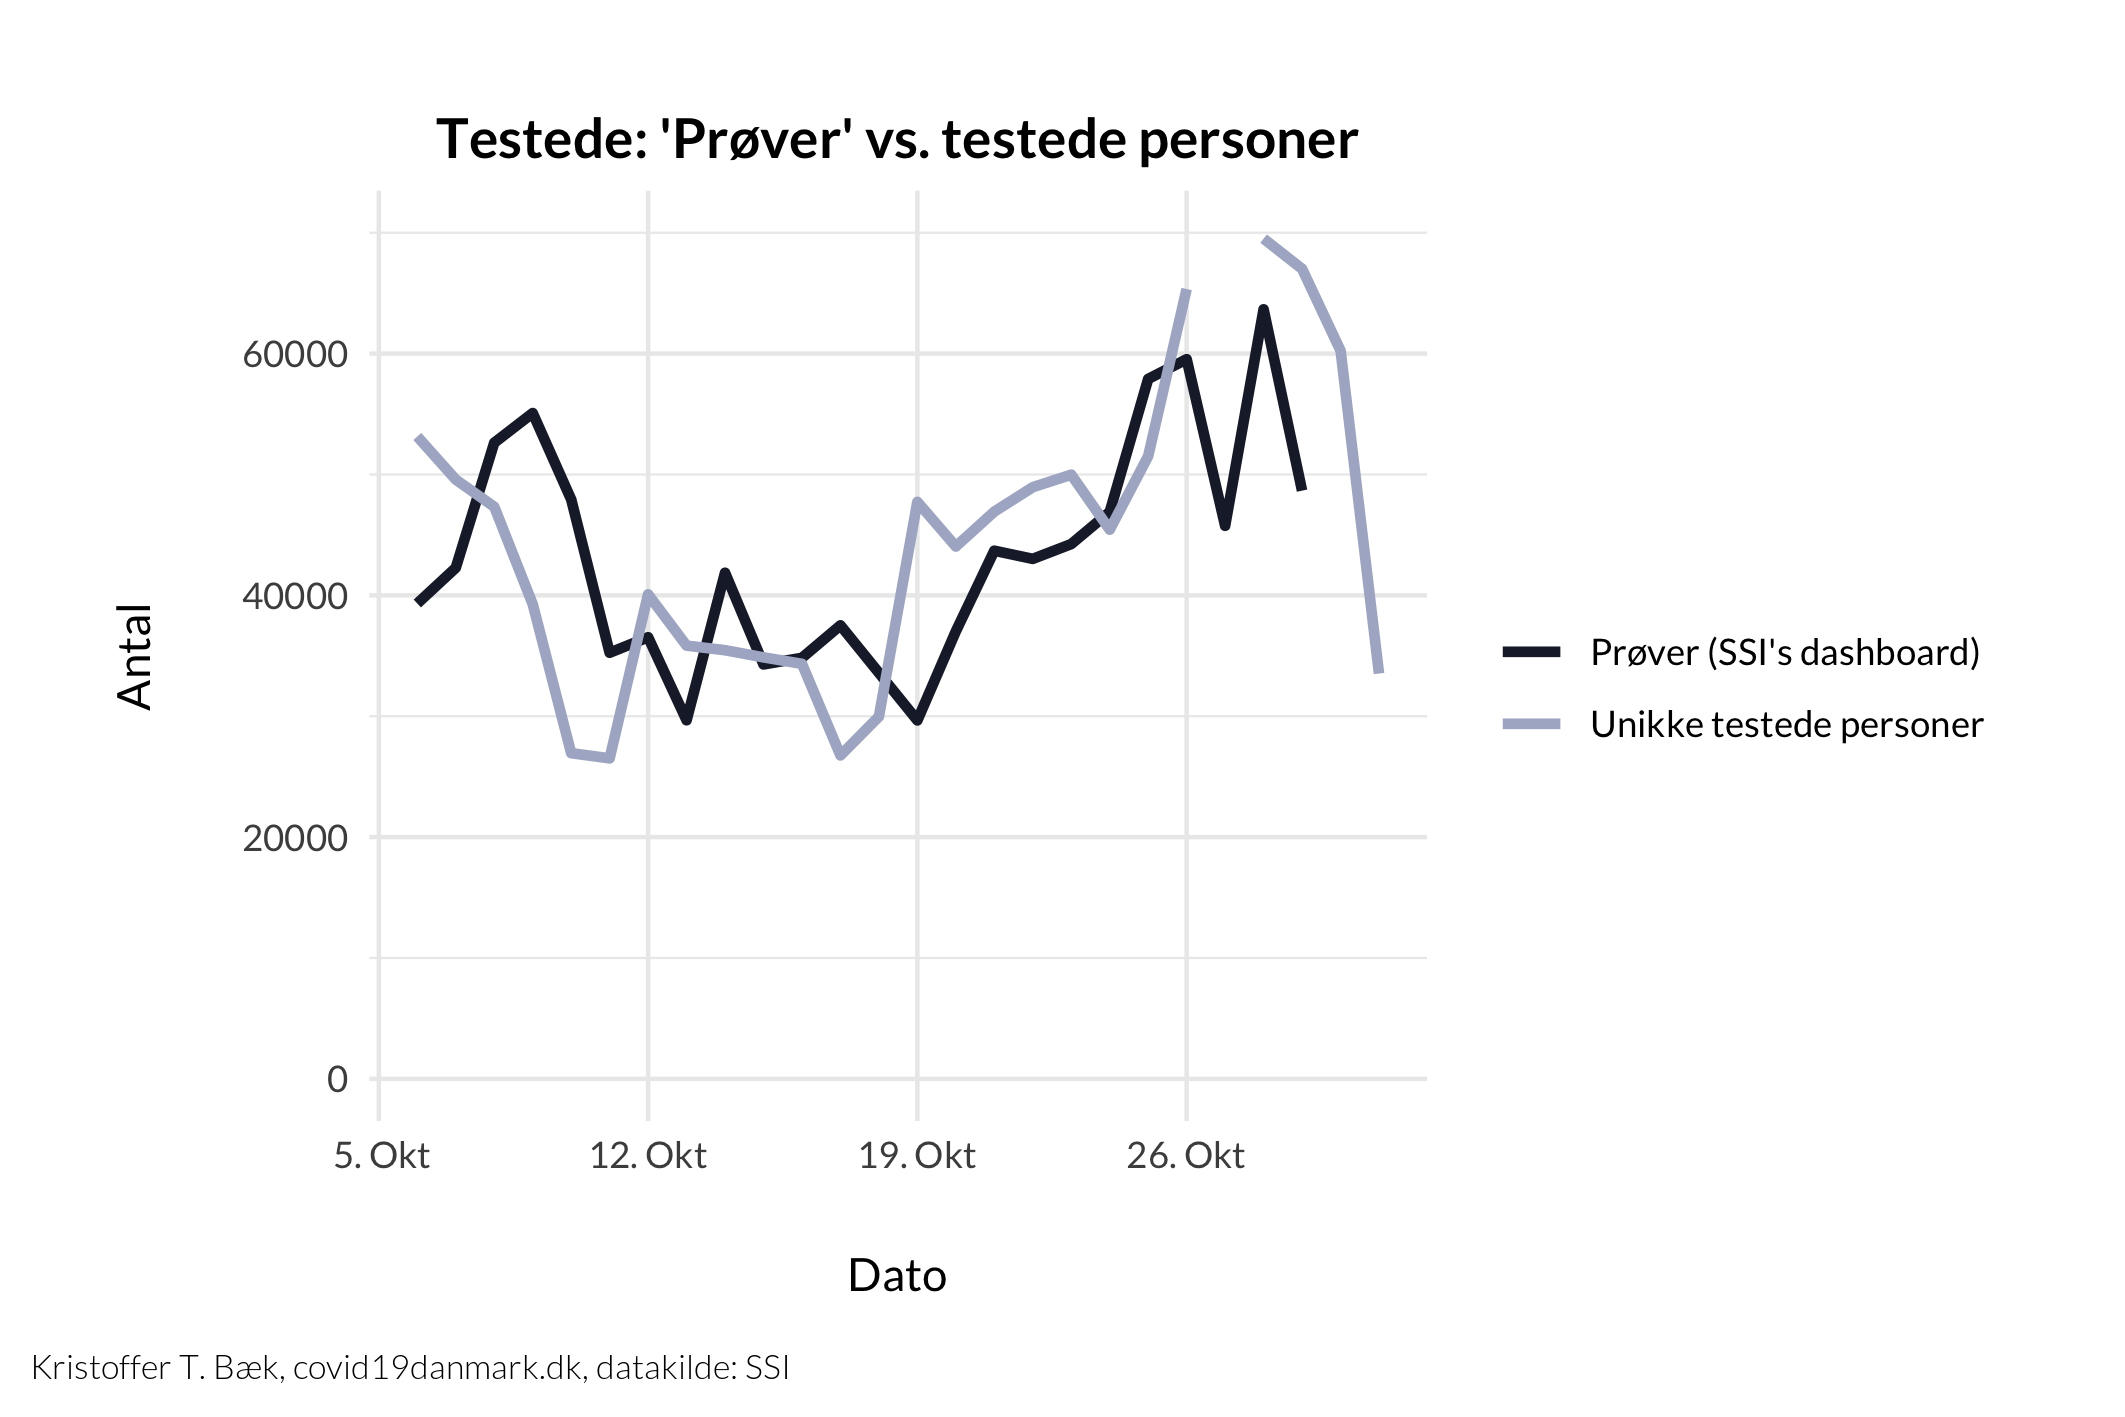 Testede: 'Prøver' vs. testede personer
Antal
60000
40000
20000
0
5. Okt
12. Okt
19. Okt
26. Okt
Dato
Prøver (SSI's dashboard)
Unikke testede personer
Kristoffer T. Bæk, covid19danmark.dk, datakilde: SSI